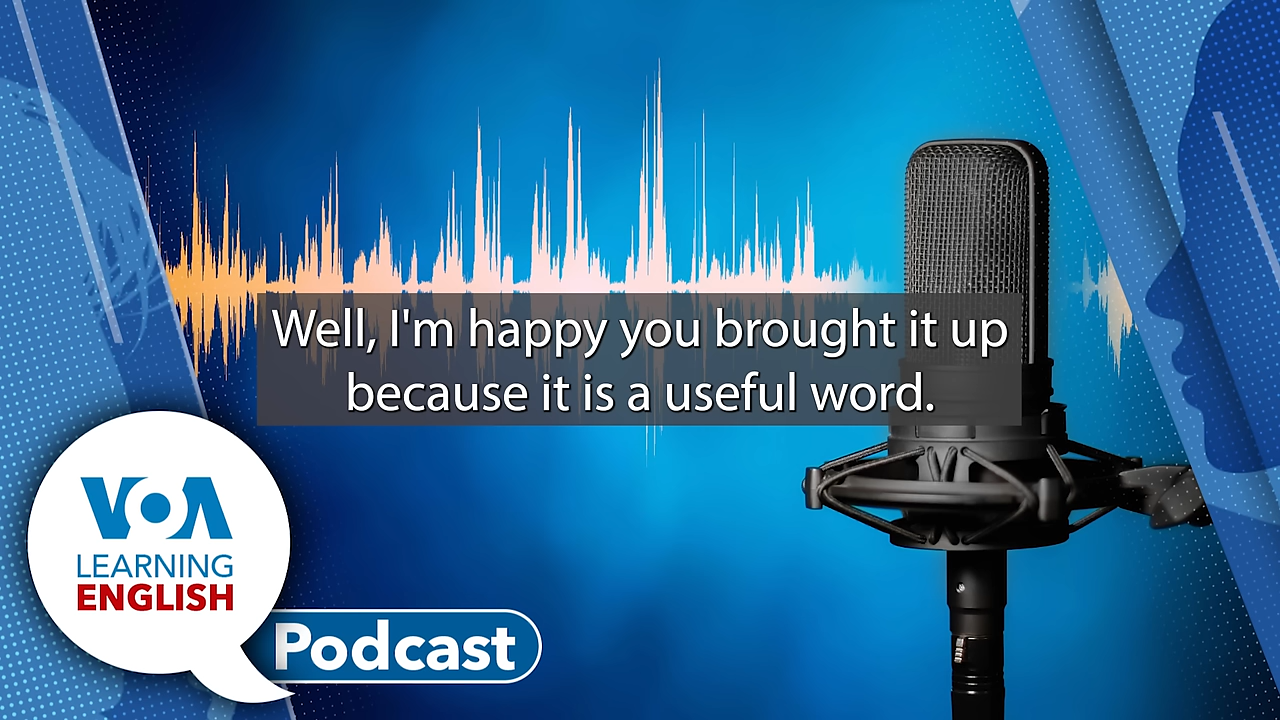 Well, I'm happy you brought it up
because it is a useful word.
VOA
LEARNING
ENGLISH
Podcast